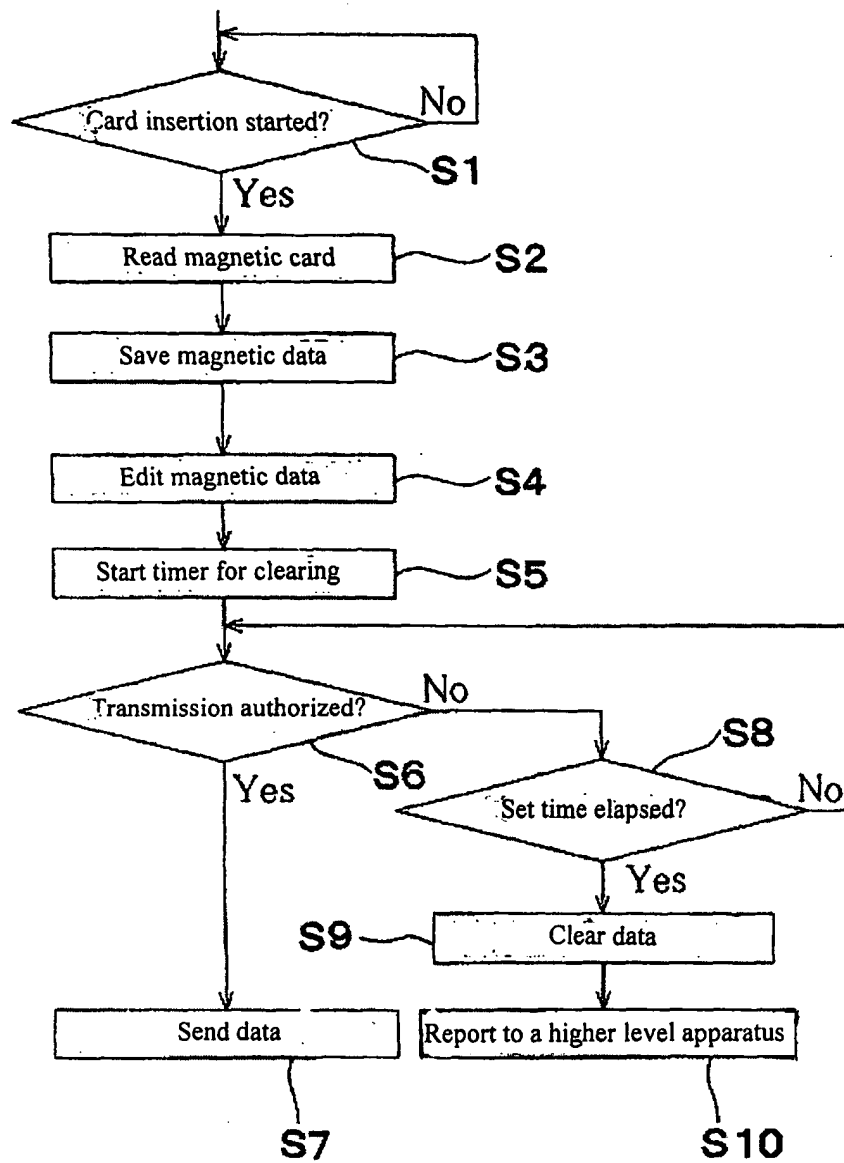 Card insertion started?
No
S1
Yes
Read magnetic card
S2
Save magnetic data
S3
Edit magnetic data
S4
Start timer for clearing
S5
Transmission authorized?
No
S6
Yes
S8
Set time elapsed?
No
Yes
S9
Clear data
Send data
Report to a higher level apparatus
S7
S10